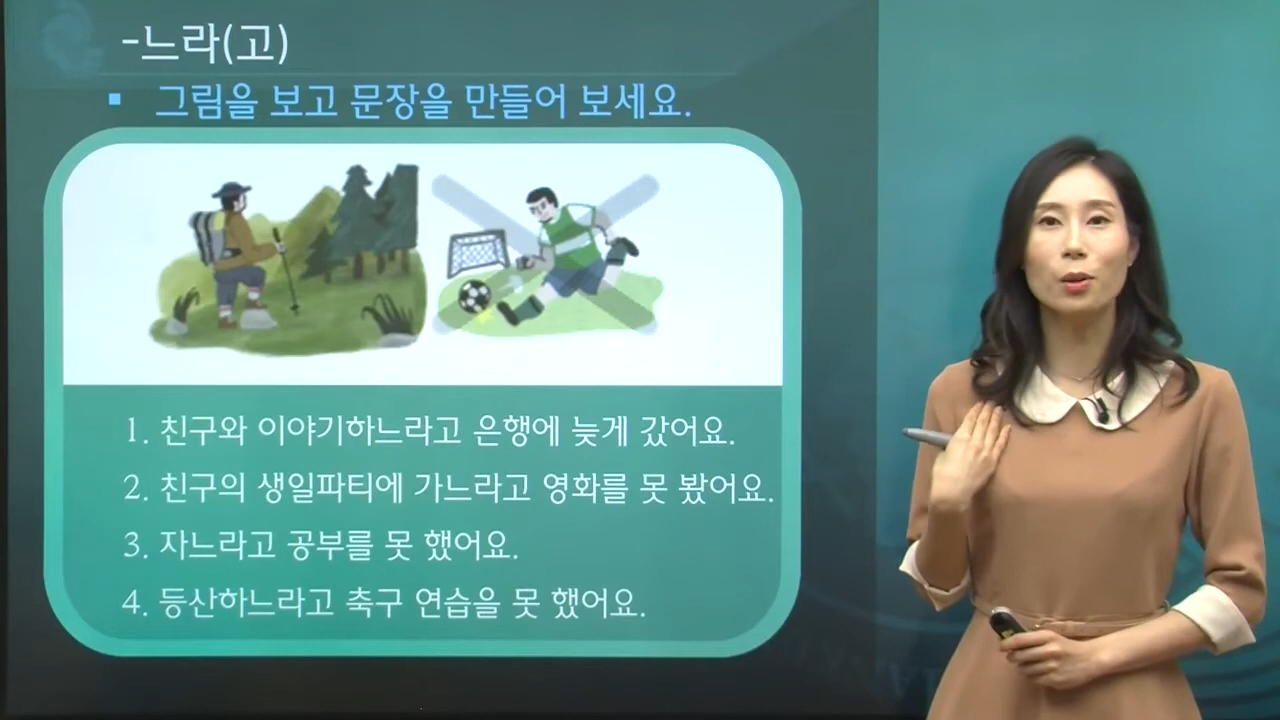 -느라(고)
▪ 그림을 보고 문장을 만들어 보세요.
1. 친구와 이야기하느라고 은행에 늦게 갔어요.
2. 친구의 생일파티에 가느라고 영화를 못 봤어요.
3. 자느라고 공부를 못 했어요.
4. 등산하느라고 축구 연습을 못 했어요.